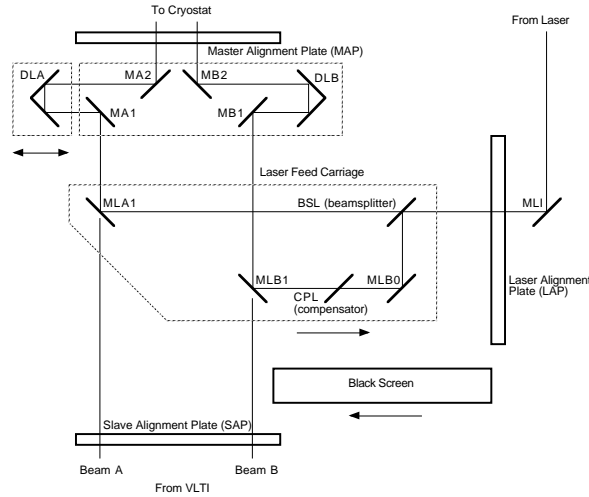 To Cryostat
From Laser
Master Alignment Plate (MAP)
DLA
MA2
MB2
DLB
MA1
MB1
Laser Feed Carriage
MLA1
BSL (beamsplitter)
MLI
MLB1
MLB0
CPL
(compensator)
Laser Alignment
Plate (LAP)
Black Screen
Slave Alignment Plate (SAP)
Beam A
Beam B
From VLTI